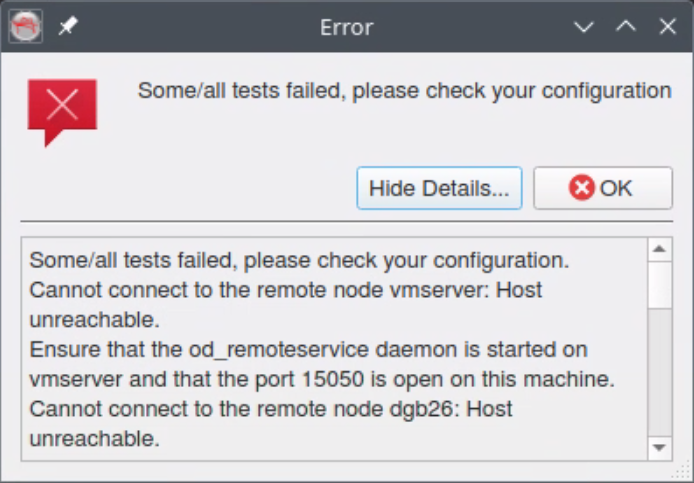 Error
Some/all tests failed, please check your configuration
Hide Details...
OK
Some/all tests failed, please check your configuration.
Cannot connect to the remote node vmserver: Host
unreachable.
Ensure that the od_remoteservice daemon is started on
vmserver and that the port 15050 is open on this machine.
Cannot connect to the remote node dgb26: Host
unreachable.